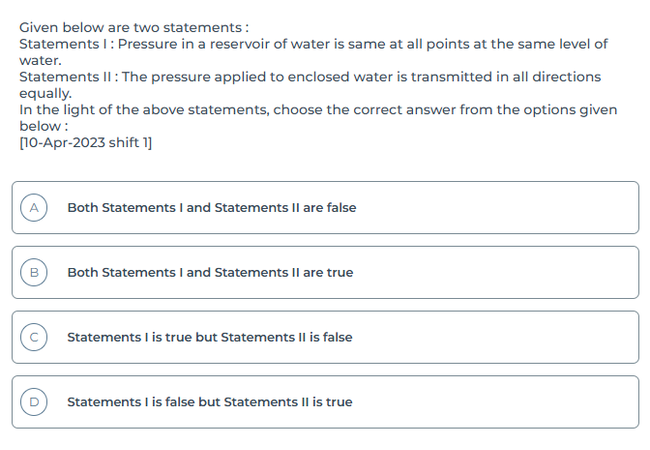 Given below are two statements :
Statements I : Pressure in a reservoir of water is same at all points at the same level of
water.
Statements II : The pressure applied to enclosed water is transmitted in all directions
equally.
In the light of the above statements, choose the correct answer from the options given
below :
[10-Apr-2023 shift 1]
A Both Statements I and Statements II are false
B Both Statements I and Statements II are true
C Statements I is true but Statements II is false
D Statements I is false but Statements II is true